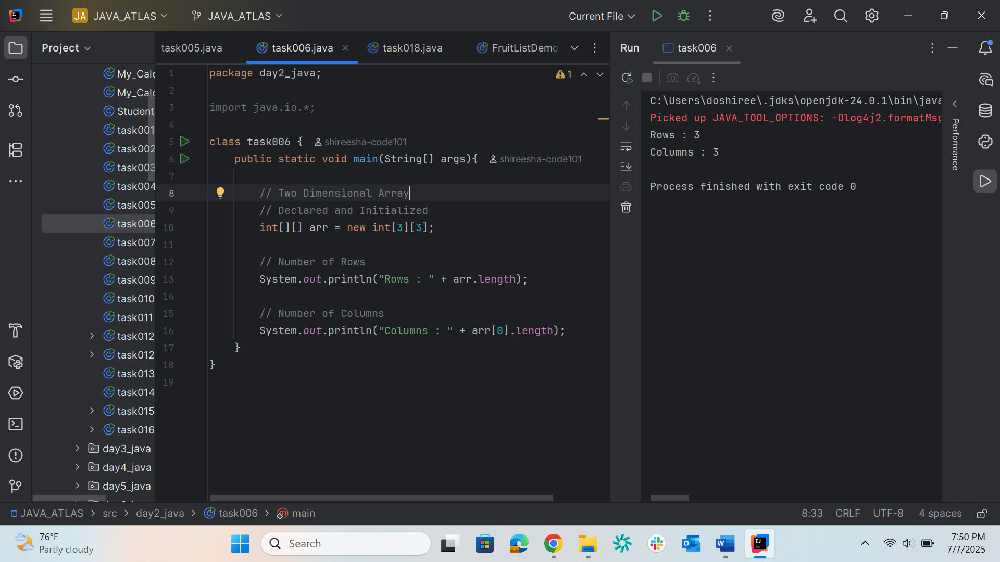 JA JAVA_ATLAS JAVA_ATLAS Current File
Project
My_Calc
My_Calc
Student
task001
task002
task003
task004
task005
task006
task007
task008
task009
task010
task011
task012
task012_
task013
task014
task015
task016
day3_java
day4_java
day5_java
task005.java task006.java task018.java FruitListDemo
1 package day2_java;
2
3 import java.io.*;
4
5 class task006 { shireesha-code101
6 public static void main(String[] args){ shireesha-code101
7
8 // Two Dimensional Array
9 // Declared and Initialized
10 int[][] arr = new int[3][3];
11
12 // Number of Rows
13 System.out.println("Rows : " + arr.length);
14
15 // Number of Columns
16 System.out.println("Columns : " + arr[0].length);
17 }
18 }
19
1
Run task006
C:\Users\doshiree\.jdks\openjdk-24.0.1\bin\java
Picked up JAVA_TOOL_OPTIONS: -Dlog4j2.formatMsg
Rows : 3
Columns : 3
Process finished with exit code 0
Performance
JAVA_ATLAS > src > day2_java > task006 > main
8:33 CRLF UTF-8 4 spaces
76°F
Partly cloudy
Search
7:50 PM
7/7/2025